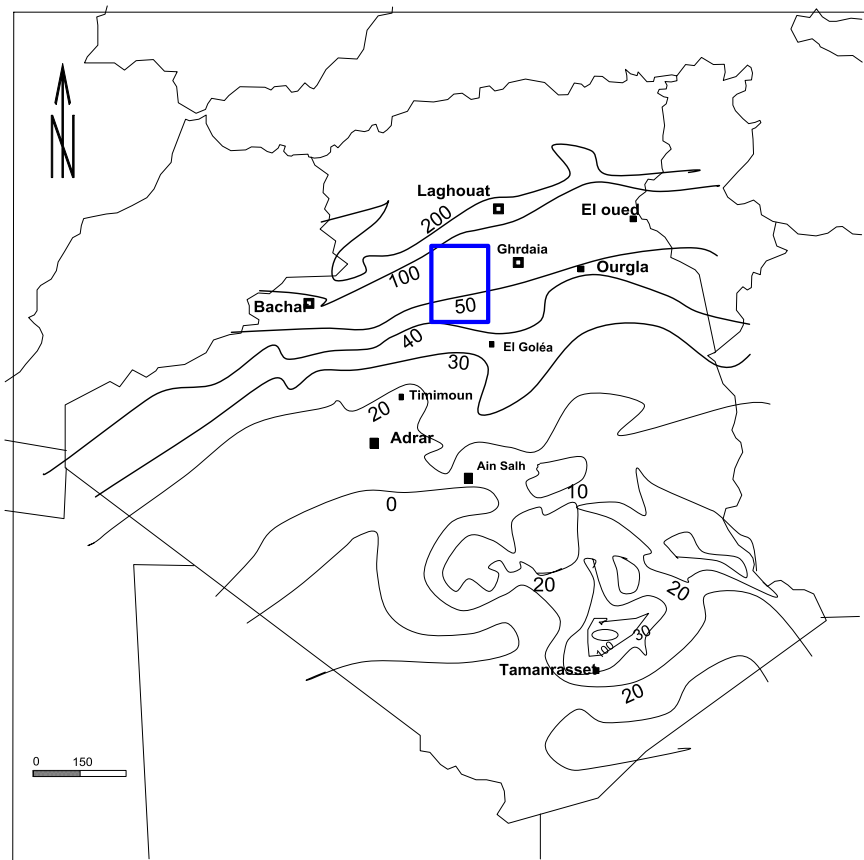 N
Laghouat
200
El oued
Ghrdaia
Ourgla
100
Bachar
50
40
El Goléa
30
Timimoun
20
Adrar
Ain Salh
10
0
20
20
30
100
Tamanrasset
20
0 150